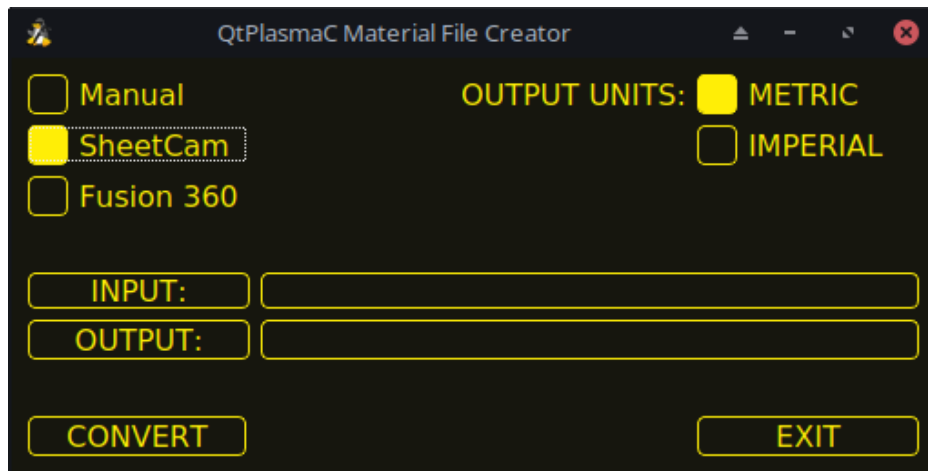 QtPlasmaC Material File Creator
Manual OUTPUT UNITS: METRIC
SheetCam IMPERIAL
Fusion 360
INPUT:
OUTPUT:
CONVERT EXIT